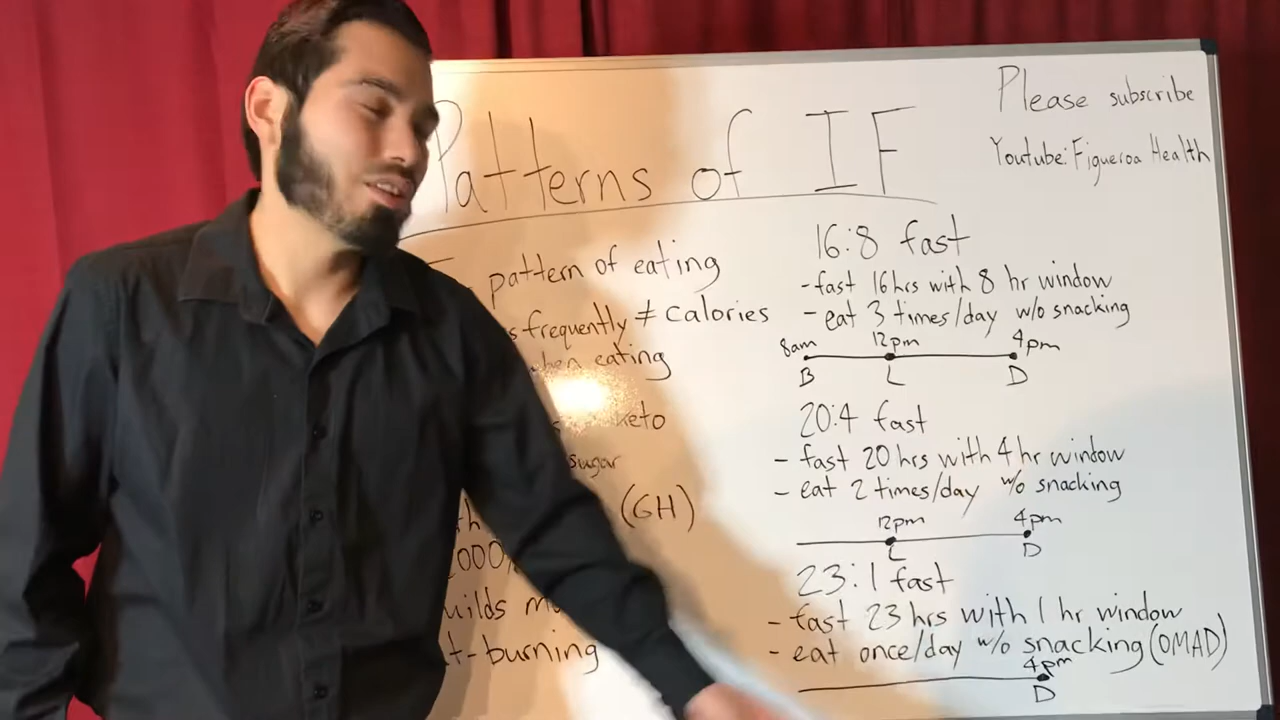 Patterns of IF
Please subscribe
Youtube: Figueroa Health
pattern of eating
frequently ≠ calories
when eating
keto
sugar
(GH)
burning
16:8 fast
- fast 16 hrs with 8 hr window
- eat 3 times/day w/o snacking
8am 12pm 4pm
B L D
20:4 fast
- fast 20 hrs with 4 hr window
- eat 2 times/day w/o snacking
12pm 4pm
L D
23:1 fast
- fast 23 hrs with 1 hr window
- eat once/day w/o snacking (OMAD)
4pm
D